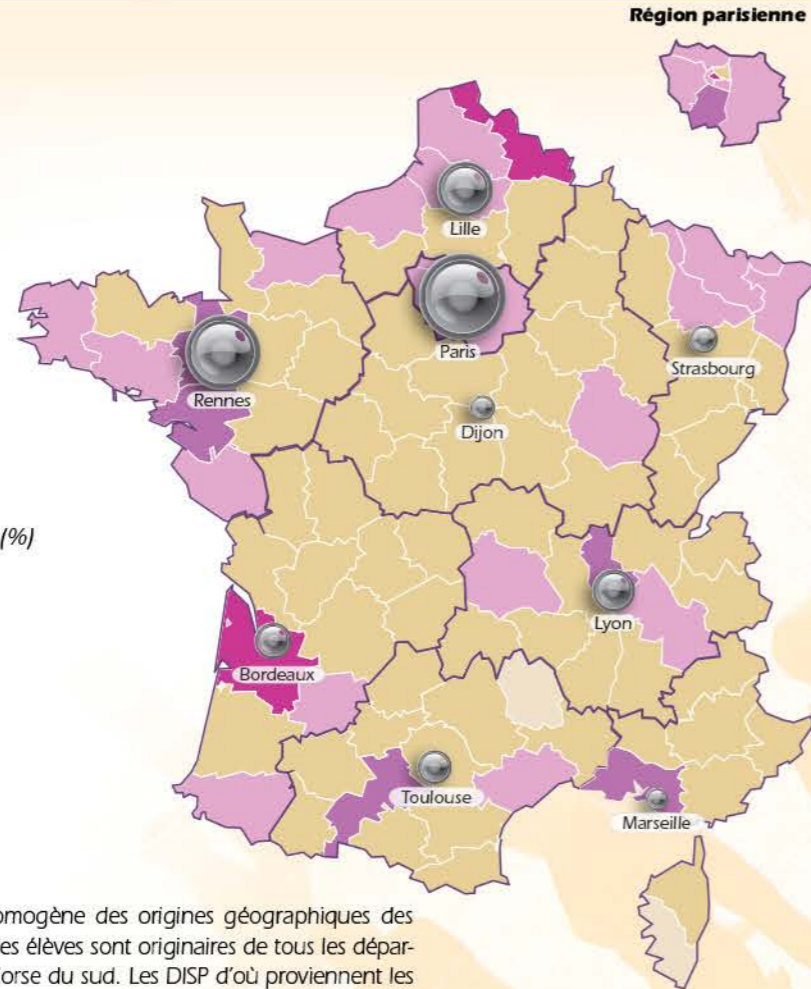 Région parisienne
Lille
Paris
Rennes
Strasbourg
Dijon
(%)
Lyon
Bordeaux
Toulouse
Marseille
omogène des origines géographiques des
es élèves sont originaires de tous les dépar-
orse du sud. Les DISP d'où proviennent les